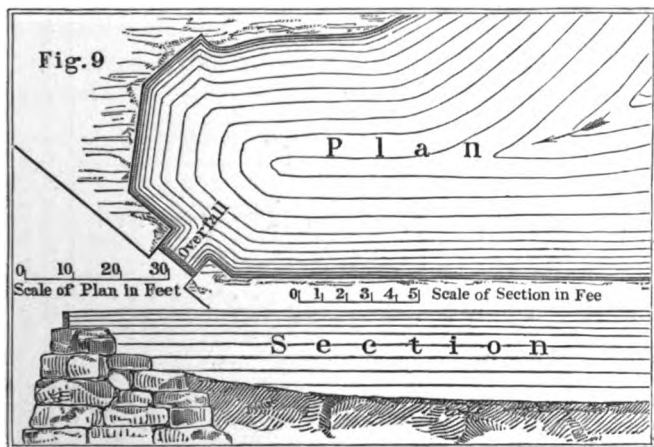 Fig. 9
Plan
Overfall
0 10 20 30
Scale of Plan in Feet
0 1 2 3 4 5 Scale of Section in Fee
Section